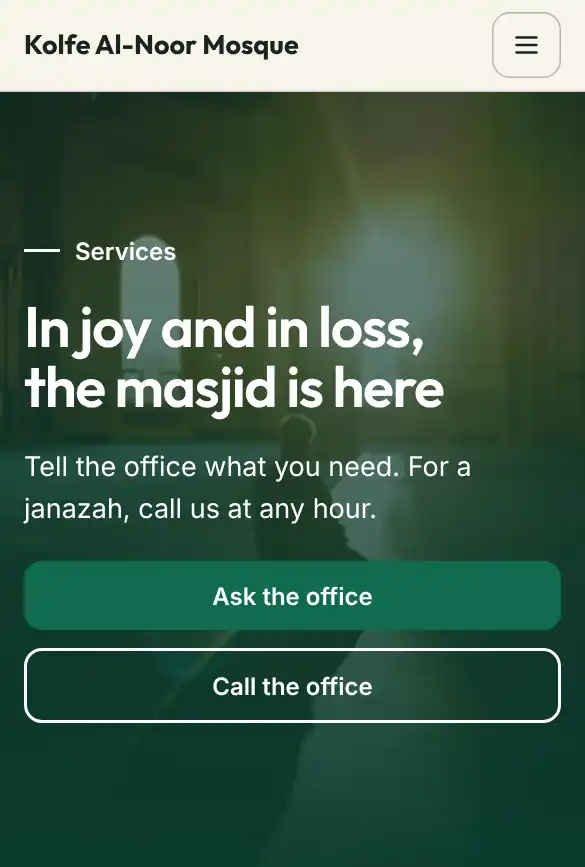 Kolfe Al-Noor Mosque
Services
In joy and in loss,
the masjid is here
Tell the office what you need. For a
janazah, call us at any hour.
Ask the office
Call the office